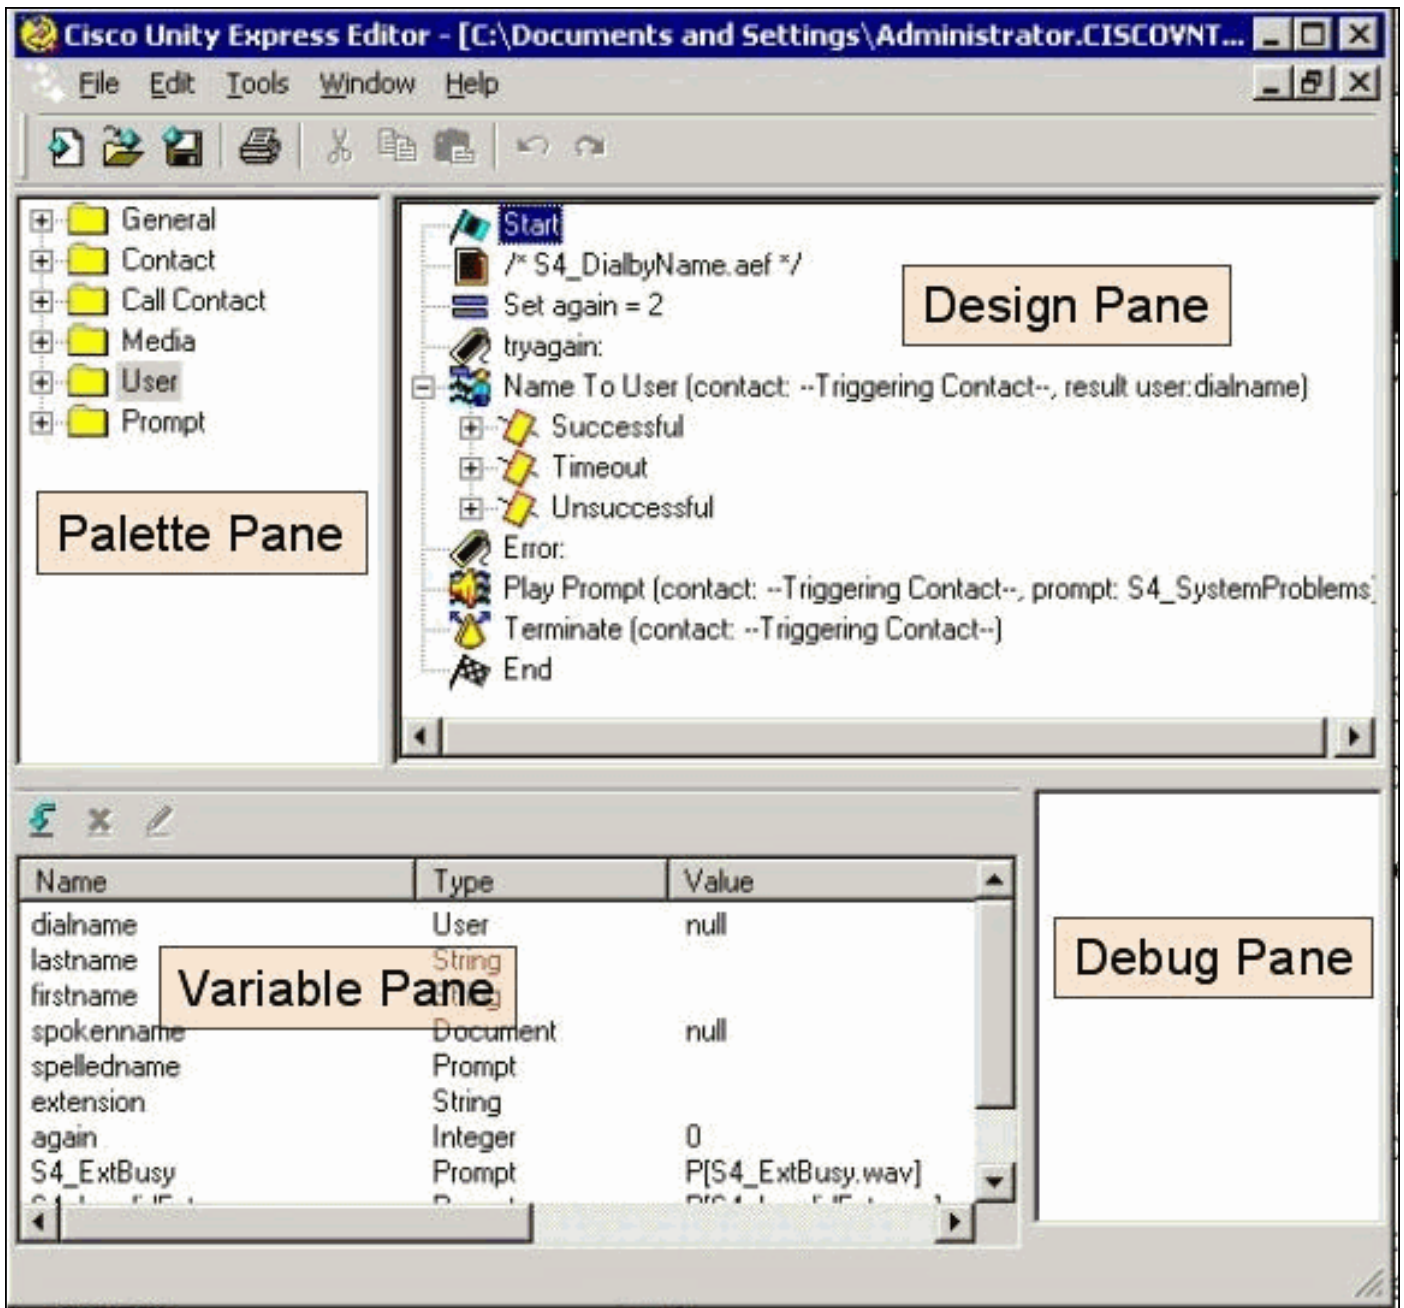 Cisco Unity Express Editor - [C:\Documents and Settings\Administrator.CISCOVNT...
File Edit Tools Window Help
General
Contact
Call Contact
Media
User
Prompt
Palette Pane
Start
/* S4_DialbyName.aef */
Set again = 2
tryagain:
Name To User (contact: --Triggering Contact--, result user:dialname)
Successful
Timeout
Unsuccessful
Error:
Play Prompt (contact: --Triggering Contact--, prompt: S4_SystemProblems)
Terminate (contact: --Triggering Contact--)
End
Design Pane
Name Type Value
dialname User null
lastname String
firstname String
spokenname Document null
spelledname Prompt
extension String
again Integer 0
S4_ExtBusy Prompt P[S4_ExtBusy.wav]
Variable Pane
Debug Pane